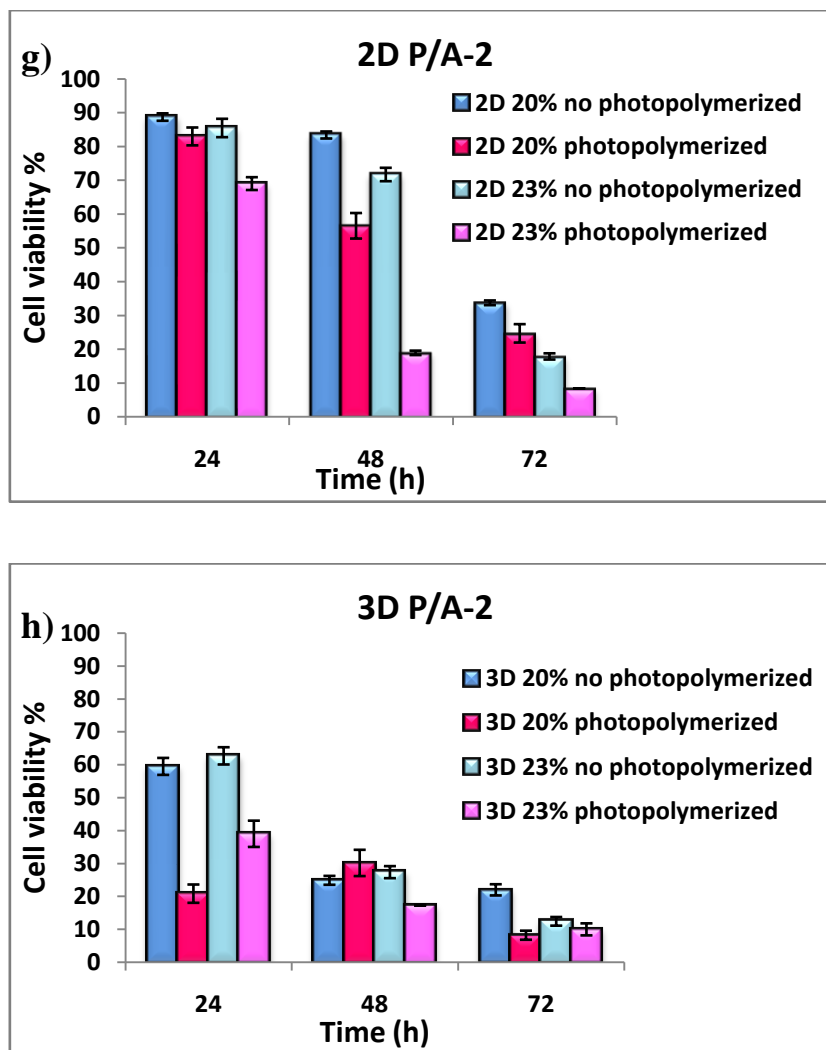 g)
2D P/A-2
Cell viability %
100
90
80
70
60
50
40
30
20
10
0
2D 20% no photopolymerized
2D 20% photopolymerized
2D 23% no photopolymerized
2D 23% photopolymerized
24 48 72
Time (h)
h)
3D P/A-2
Cell viability %
100
90
80
70
60
50
40
30
20
10
0
3D 20% no photopolymerized
3D 20% photopolymerized
3D 23% no photopolymerized
3D 23% photopolymerized
24 48 72
Time (h)